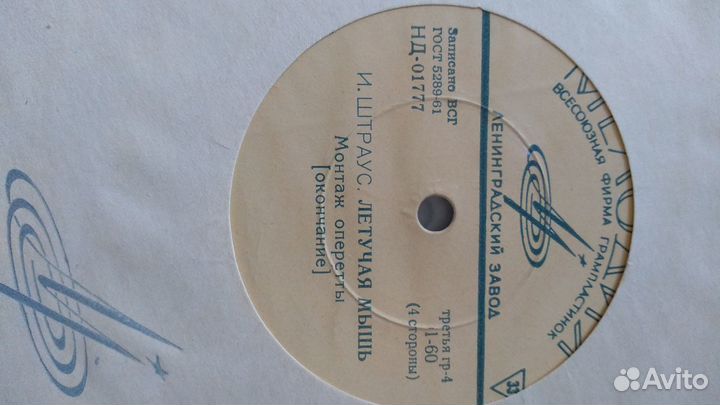 ВСЕСОЮЗНАЯ ФИРМА ГРАМПЛАСТИНОК
ЛЕНИНГРАДСКИЙ ЗАВОД
33
Записано ВСГ
ГОСТ 5289-61
НД-01777
третья гр-4
1-60
(4 стороны)
И. ШТРАУС. ЛЕТУЧАЯ МЫШЬ
Монтаж оперетты
[окончание]
Avito